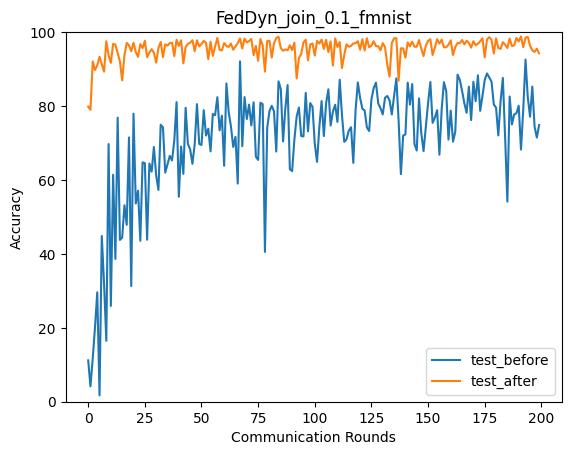 FedDyn_join_0.1_fmnist
100
80
60
40
20
0
Accuracy
0 25 50 75 100 125 150 175 200
Communication Rounds
test_before
test_after